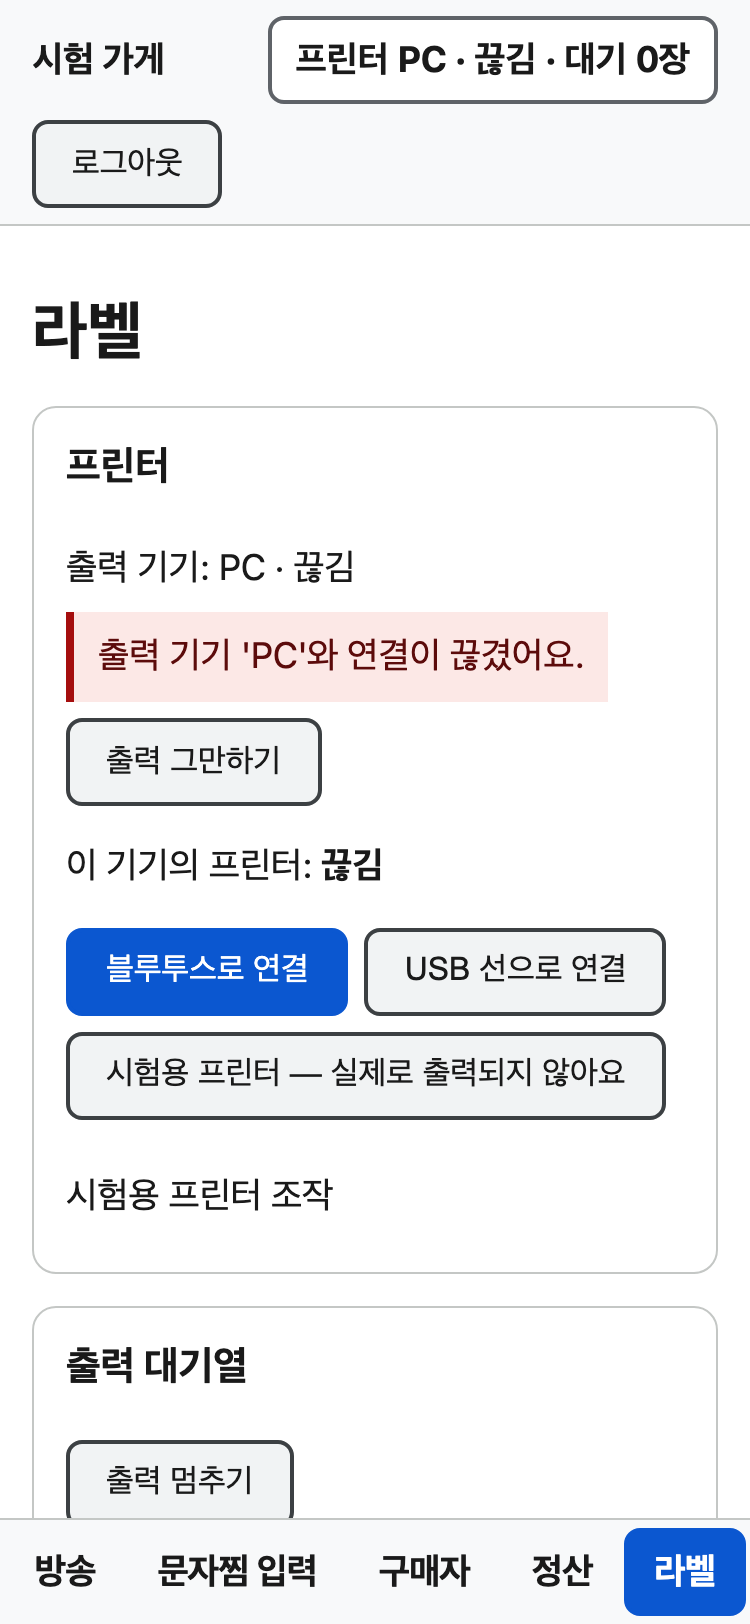 시험 가게
프린터 PC · 끊김 · 대기 0장
로그아웃
라벨
프린터
출력 기기: PC · 끊김
출력 기기 'PC'와 연결이 끊겼어요.
출력 그만하기
이 기기의 프린터: 끊김
블루투스로 연결
USB 선으로 연결
시험용 프린터 — 실제로 출력되지 않아요
시험용 프린터 조작
출력 대기열
출력 멈추기
방송
문자찜 입력
구매자
정산
라벨